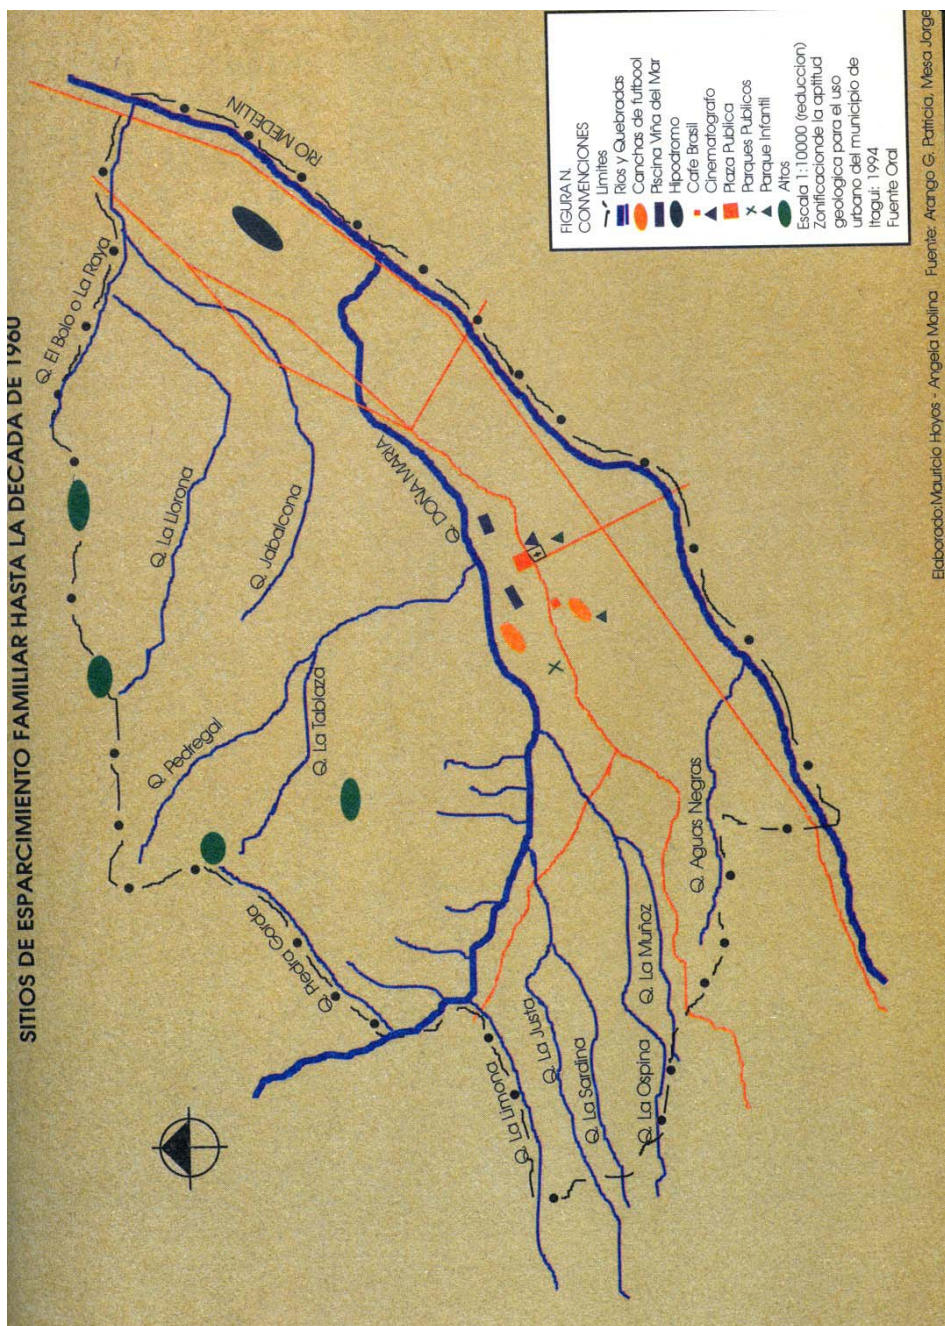 SITIOS DE ESPARCIMIENTO FAMILIAR HASTA LA DECADA DE 1960
Q. El Bolo o La Raya
RIO MEDELLIN
Q. La Llorona
Q. Jabalcona
Q. DOÑA MARIA
Q. Pedregal
Q. La Tablaza
Q. Piedra Gorda
Q. La Limona
Q. La Justa
Q. La Sardina
Q. La Ospina
Q. La Muñoz
Q. Aguas Negras
FIGURA N.
CONVENCIONES
Limites
Rios y Quebradas
Canchas de futbool
Piscina Viña del Mar
Hipodromo
Cafe Brasil
Cinematografo
Plaza Publica
Parques Publicos
Parque Infantil
Altos
Escala 1:10000 (reduccion)
Zonificacionde la aptitud
geologica para el uso
urbano del municipio de
Itagui: 1994
Fuente Oral
Elaborado:Mauricio Hoyos - Angela Molina Fuente: Arango G. Patricia, Mesa Jorge